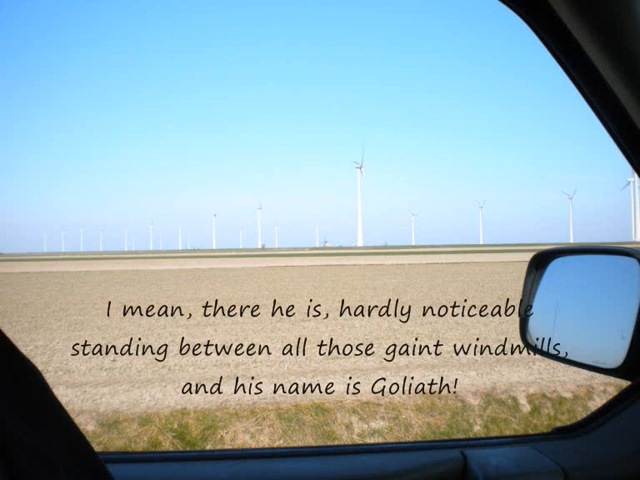 I mean, there he is, hardly noticeable
standing between all those gaint windmills,
and his name is Goliath!